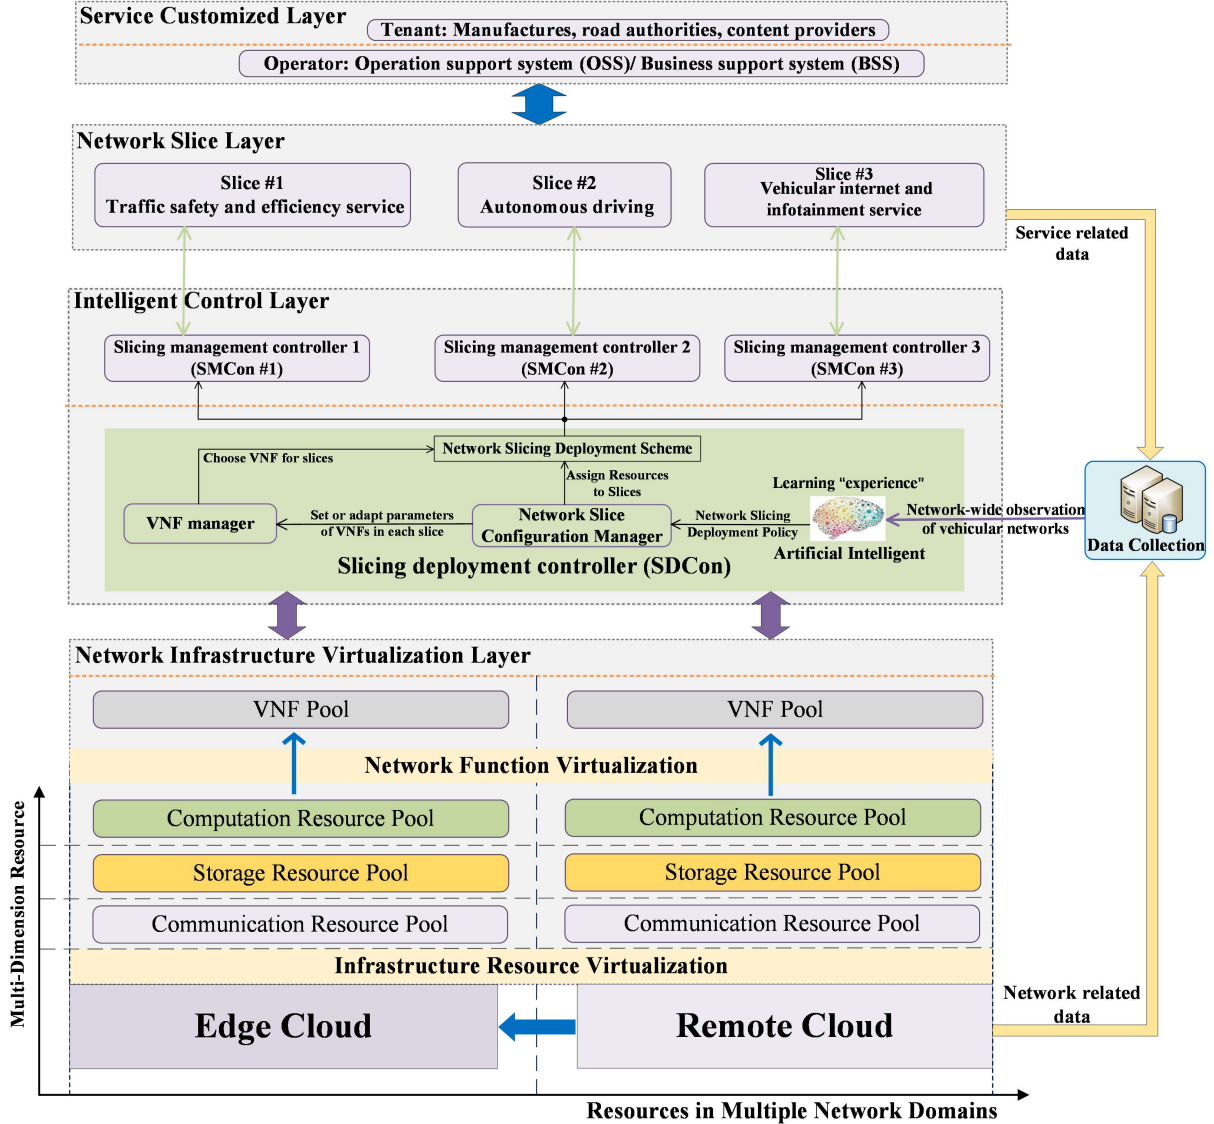 Service Customized Layer
Tenant: Manufactures, road authorities, content providers
Operator: Operation support system (OSS)/ Business support system (BSS)
Network Slice Layer
Slice #1
Traffic safety and efficiency service
Slice #2
Autonomous driving
Slice #3
Vehicular internet and
infotainment service
Service related
data
Intelligent Control Layer
Slicing management controller 1
(SMCon #1)
Slicing management controller 2
(SMCon #2)
Slicing management controller 3
(SMCon #3)
Network Slicing Deployment Scheme
Choose VNF for slices
Assign Resources
to Slices
Learning "experience"
VNF manager
Set or adapt parameters
of VNFs in each slice
Network Slice
Configuration Manager
Network Slicing
Deployment Policy
Artificial Intelligent
Network-wide observation
of vehicular networks
Data Collection
Slicing deployment controller (SDCon)
Network Infrastructure Virtualization Layer
VNF Pool
VNF Pool
Network Function Virtualization
Computation Resource Pool
Computation Resource Pool
Storage Resource Pool
Storage Resource Pool
Communication Resource Pool
Communication Resource Pool
Infrastructure Resource Virtualization
Edge Cloud
Remote Cloud
Network related
data
Multi-Dimension Resource
Resources in Multiple Network Domains